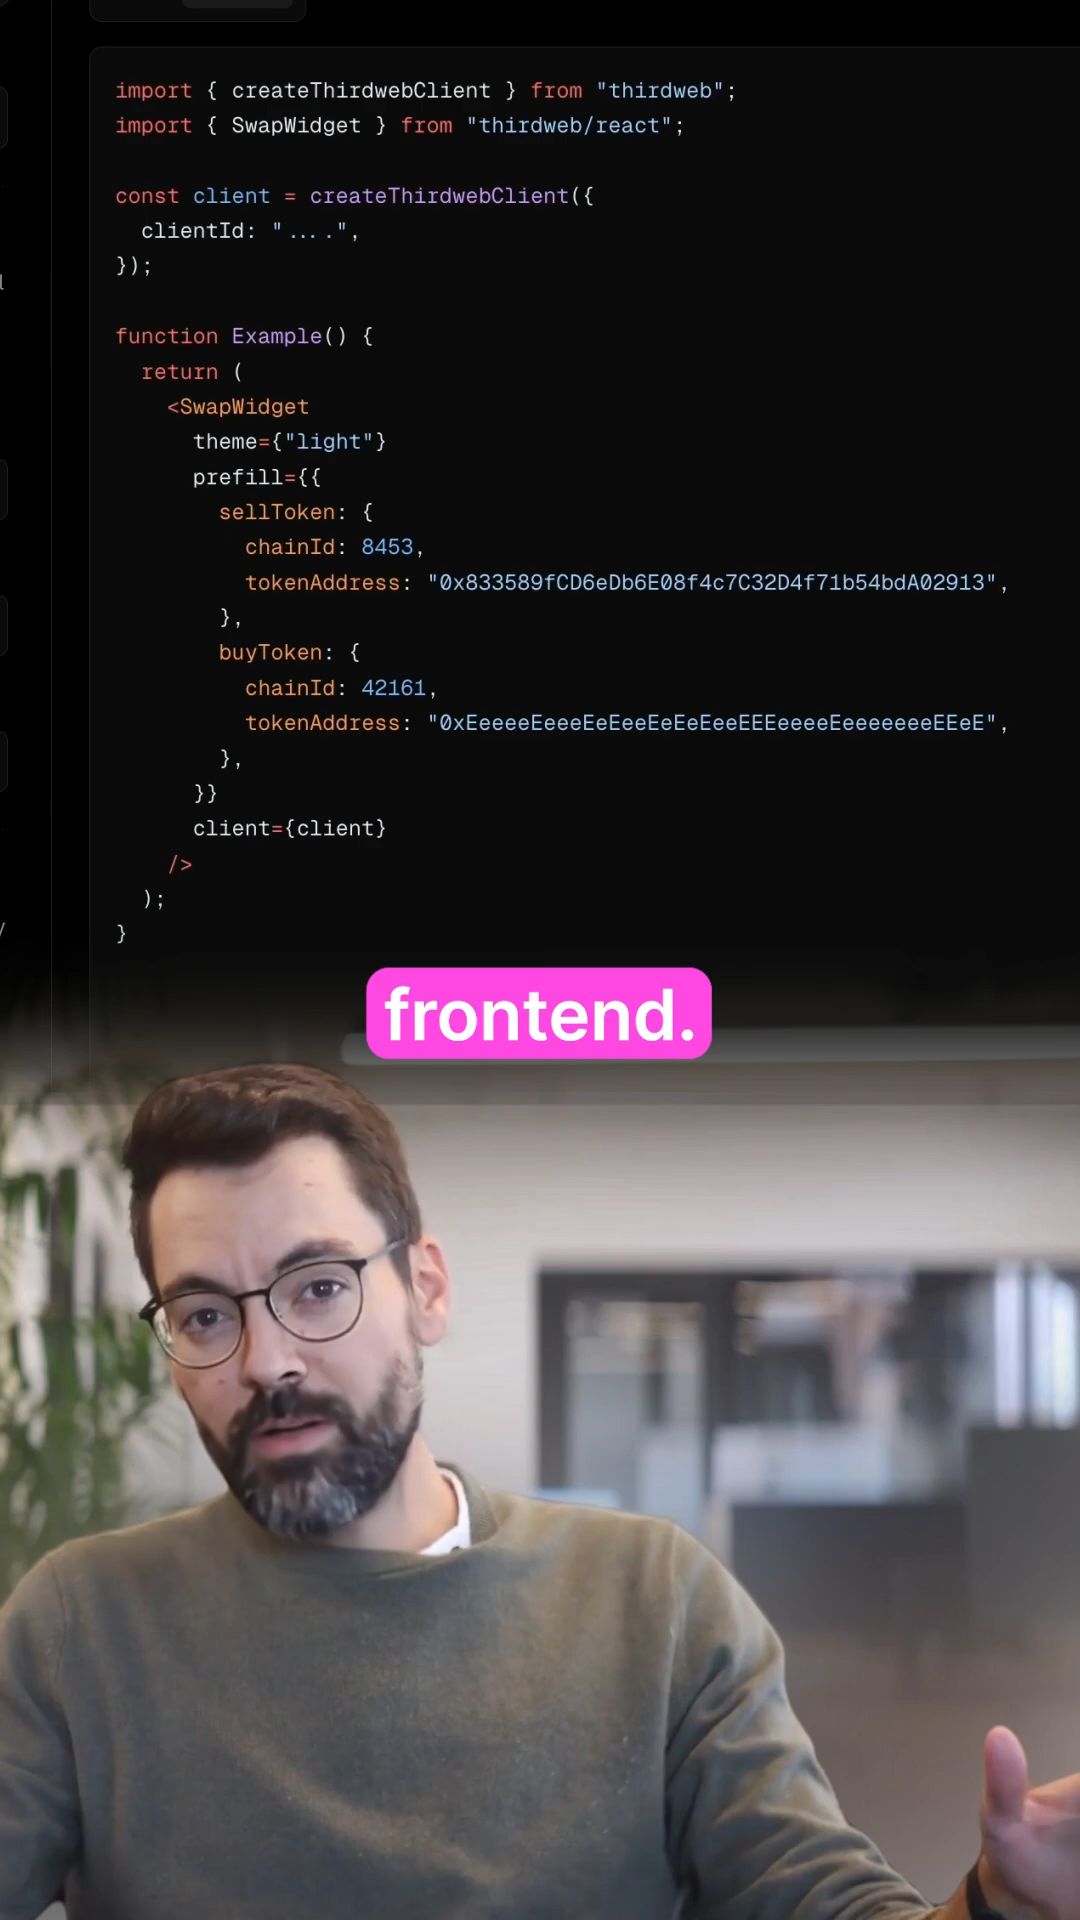 import { createThirdwebClient } from "thirdweb";
import { SwapWidget } from "thirdweb/react";
const client = createThirdwebClient({
clientId: "....",
});
function Example() {
return (
<SwapWidget
theme={"light"}
prefill={{
sellToken: {
chainId: 8453,
tokenAddress: "0x833589fCD6eDb6E08f4c7C32D4f71b54bdA02913",
},
buyToken: {
chainId: 42161,
tokenAddress: "0xEeeeeEeeeEeEeeEeEeEeeEEEeeeeEeeeeeeeEEeE",
},
}}
client={client}
/>
);
}
frontend.